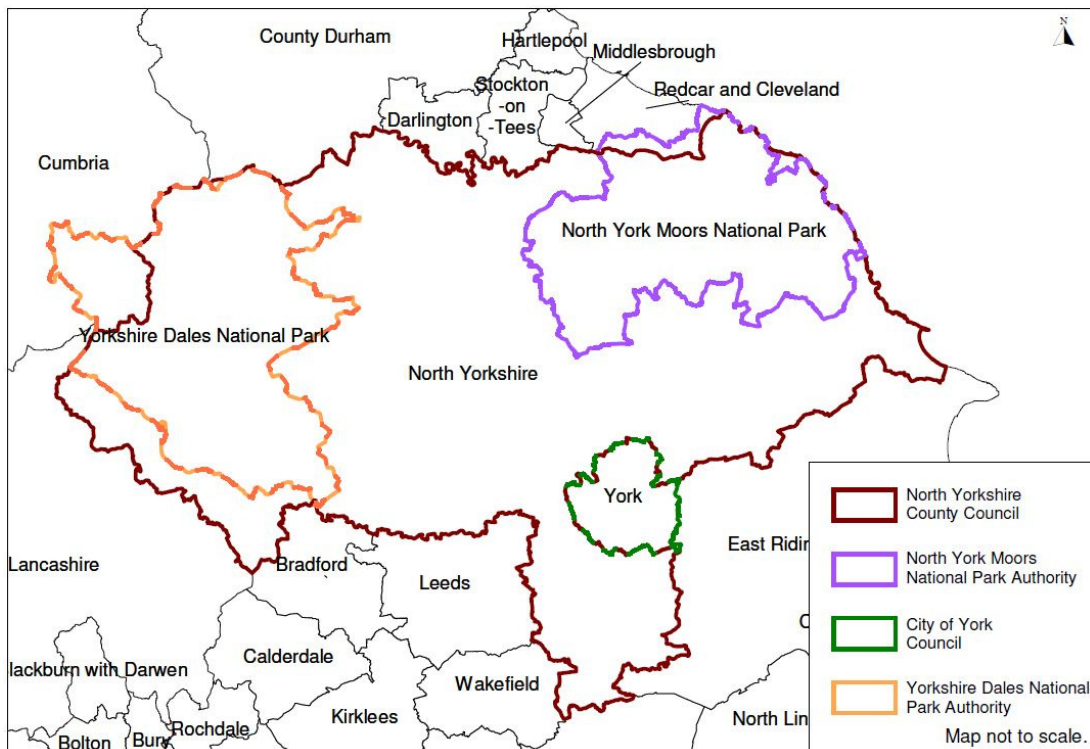 N
County Durham
Hartlepool
Middlesbrough
Stockton
-on
-Tees
Redcar and Cleveland
Darlington
Cumbria
North York Moors National Park
Yorkshire Dales National Park
North Yorkshire
York
East Ridin
Lancashire
Bradford
Leeds
C
Calderdale
lackburn with Darwen
Wakefield
Kirklees
Rochdale
Bury
Bolton
North Lin
North Yorkshire
County Council
North York Moors
National Park Authority
City of York
Council
Yorkshire Dales National
Park Authority
Map not to scale.